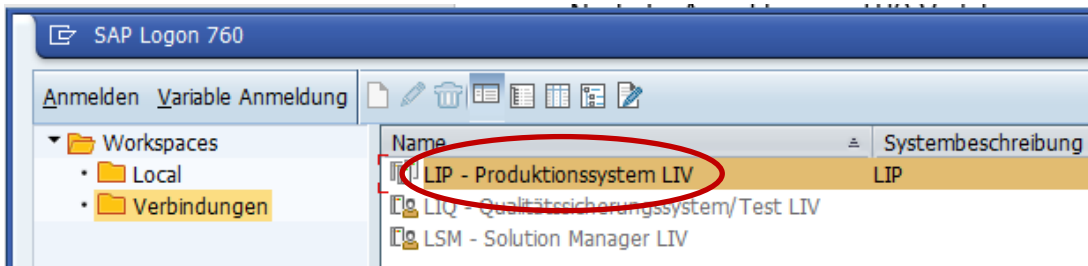 SAP Logon 760
Anmelden Variable Anmeldung
Workspaces
Local
Verbindungen
Name Systembeschreibung
LIP - Produktionssystem LIV LIP
LIQ - Qualitätssicherungssystem/Test LIV
LSM - Solution Manager LIV